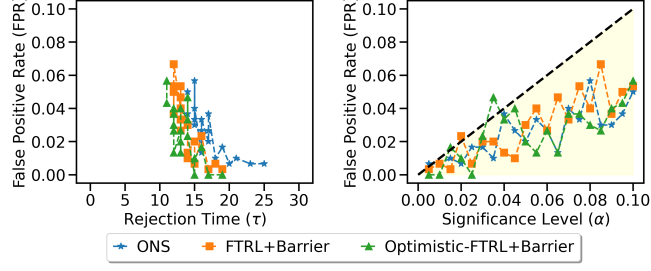 False Positive Rate (FPR)
0.10
0.08
0.06
0.04
0.02
0.00
0 5 10 15 20 25 30
Rejection Time (τ)
False Positive Rate (FPR)
0.10
0.08
0.06
0.04
0.02
0.00
0.00 0.02 0.04 0.06 0.08 0.10
Significance Level (α)
ONS FTRL+Barrier Optimistic-FTRL+Barrier